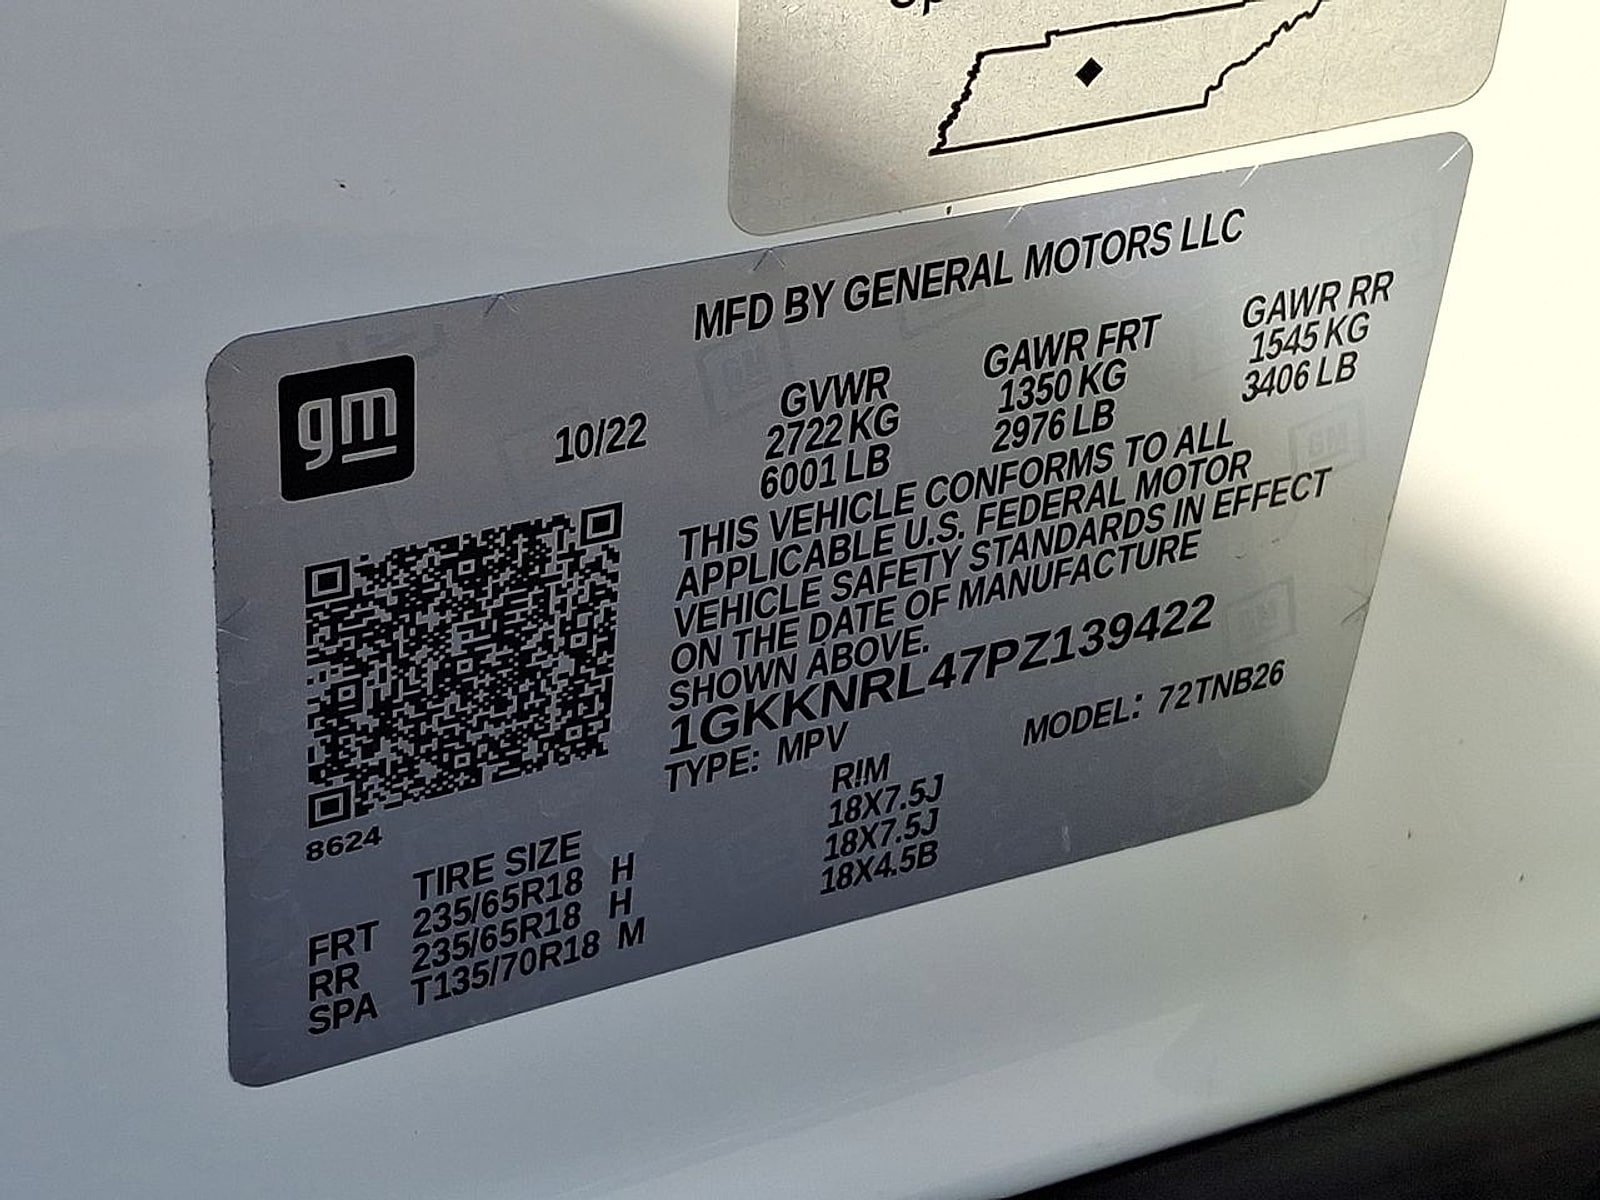 MFD BY GENERAL MOTORS LLC
gm
10/22
GVWR
2722 KG
6001 LB
GAWR FRT
1350 KG
2976 LB
GAWR RR
1545 KG
3406 LB
THIS VEHICLE CONFORMS TO ALL
APPLICABLE U.S. FEDERAL MOTOR
VEHICLE SAFETY STANDARDS IN EFFECT
ON THE DATE OF MANUFACTURE
SHOWN ABOVE.
1GKKNRL47PZ139422
TYPE: MPV MODEL: 72TNB26
8624
TIRE SIZE RIM
FRT 235/65R18 H 18X7.5J
RR 235/65R18 H 18X7.5J
SPA T135/70R18 M 18X4.5B